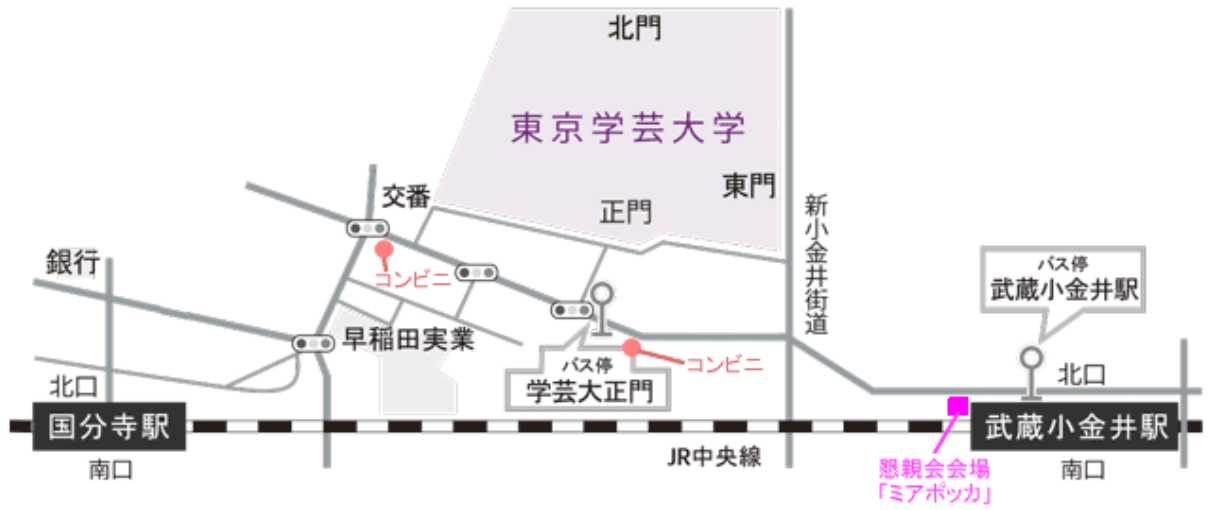 北門
東京学芸大学
東門
交番
正門
新小金井街道
銀行
コンビニ
バス停
武蔵小金井駅
早稲田実業
バス停
学芸大正門
コンビニ
北口
北口
国分寺駅
武蔵小金井駅
南口
JR中央線
懇親会会場
「ミアポッカ」
南口